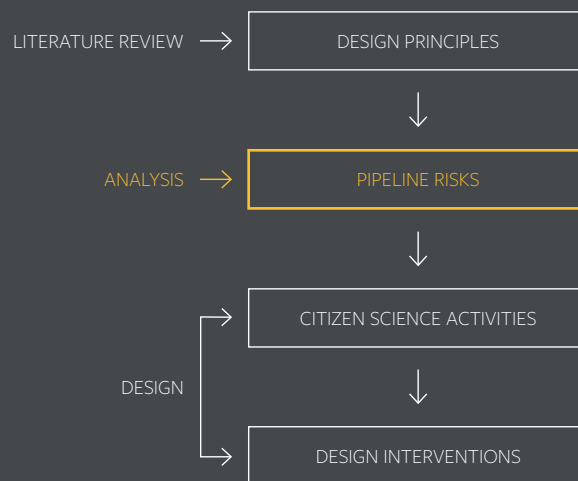 LITERATURE REVIEW
DESIGN PRINCIPLES
ANALYSIS
PIPELINE RISKS
CITIZEN SCIENCE ACTIVITIES
DESIGN
DESIGN INTERVENTIONS